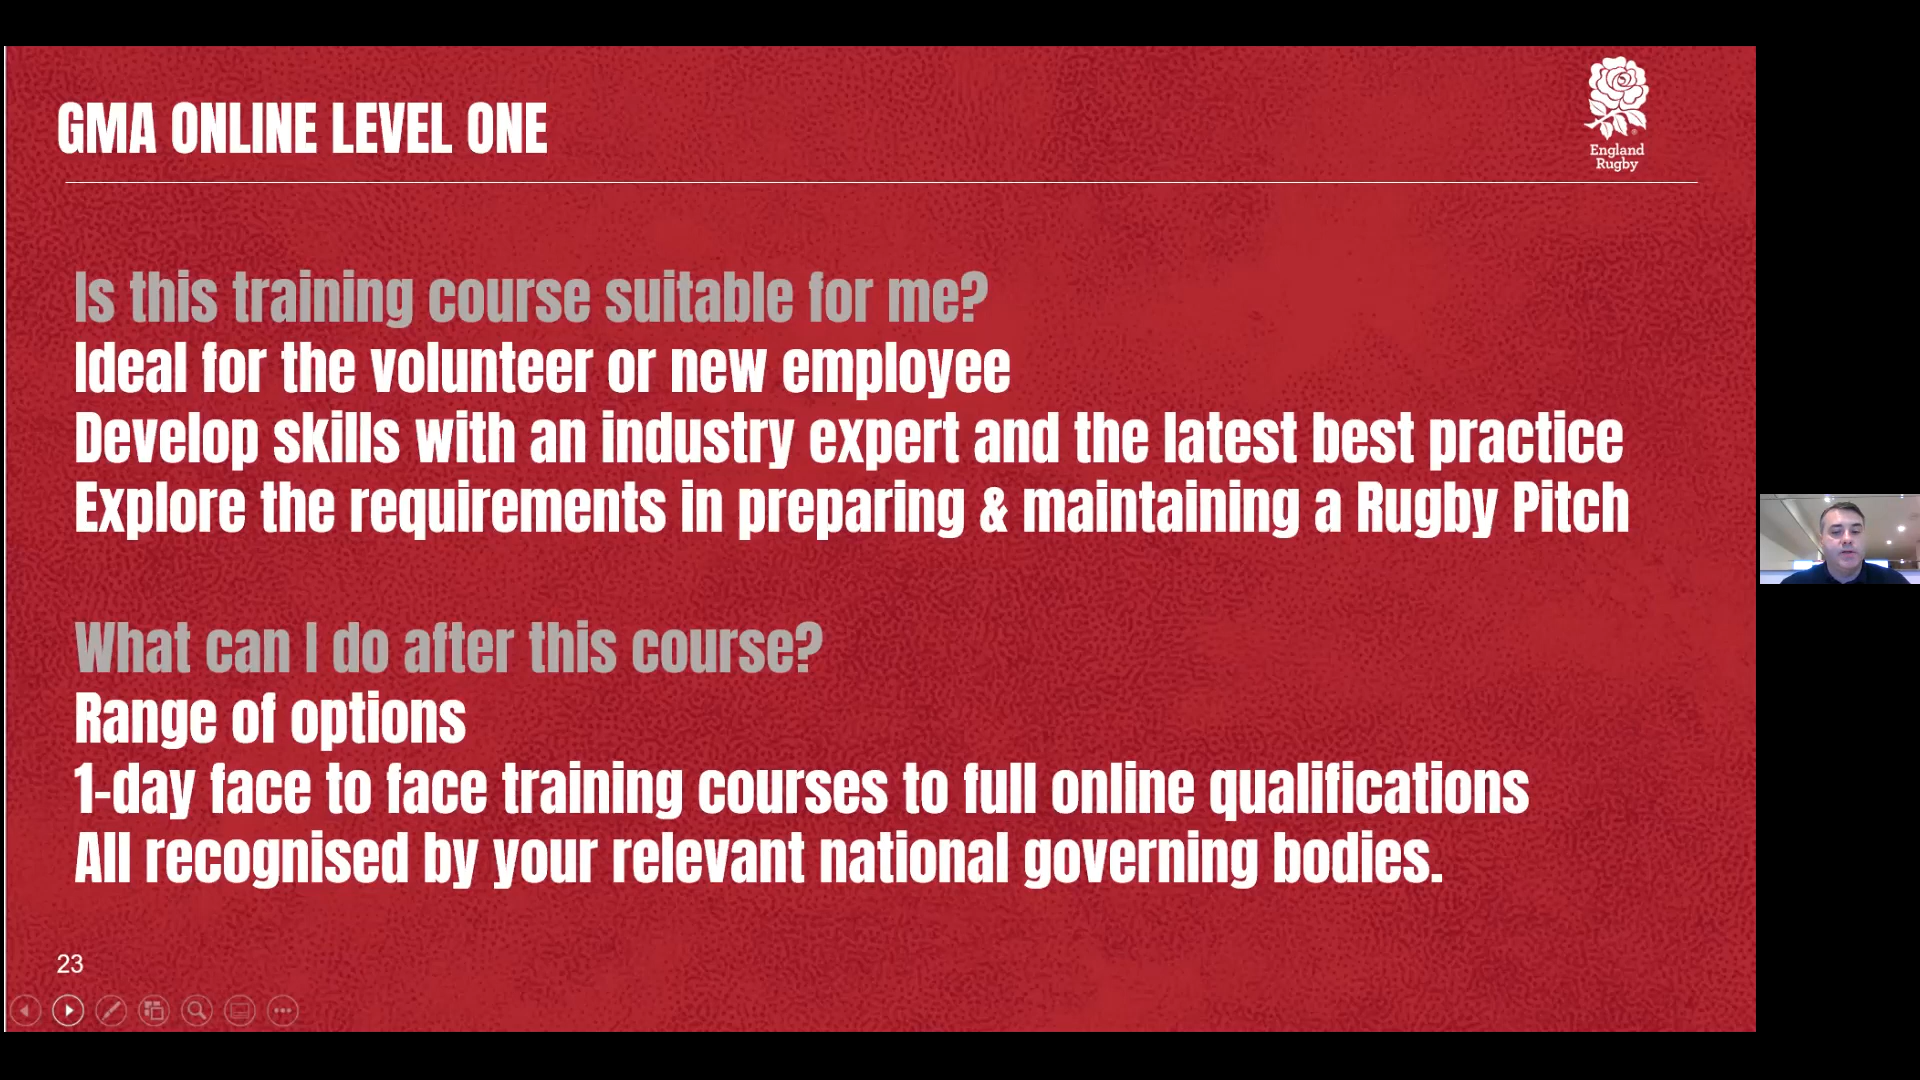 GMA ONLINE LEVEL ONE
England
Rugby
Is this training course suitable for me?
Ideal for the volunteer or new employee
Develop skills with an industry expert and the latest best practice
Explore the requirements in preparing & maintaining a Rugby Pitch
What can I do after this course?
Range of options
1-day face to face training courses to full online qualifications
All recognised by your relevant national governing bodies.
23